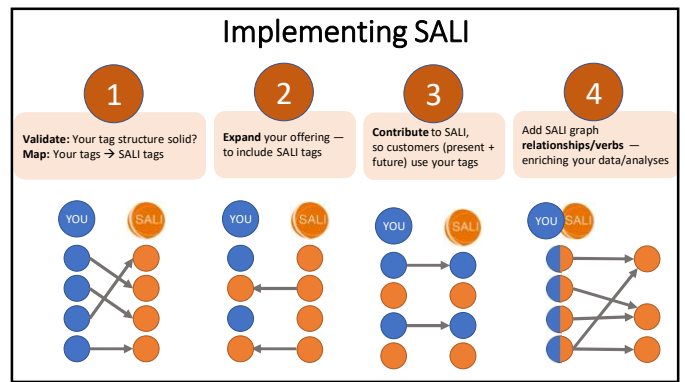 Implementing SALI
1
Validate: Your tag structure solid?
Map: Your tags → SALI tags
2
Expand your offering —
to include SALI tags
3
Contribute to SALI,
so customers (present +
future) use your tags
4
Add SALI graph
relationships/verbs —
enriching your data/analyses
YOU SALI
YOU SALI
YOU SALI
YOU SALI